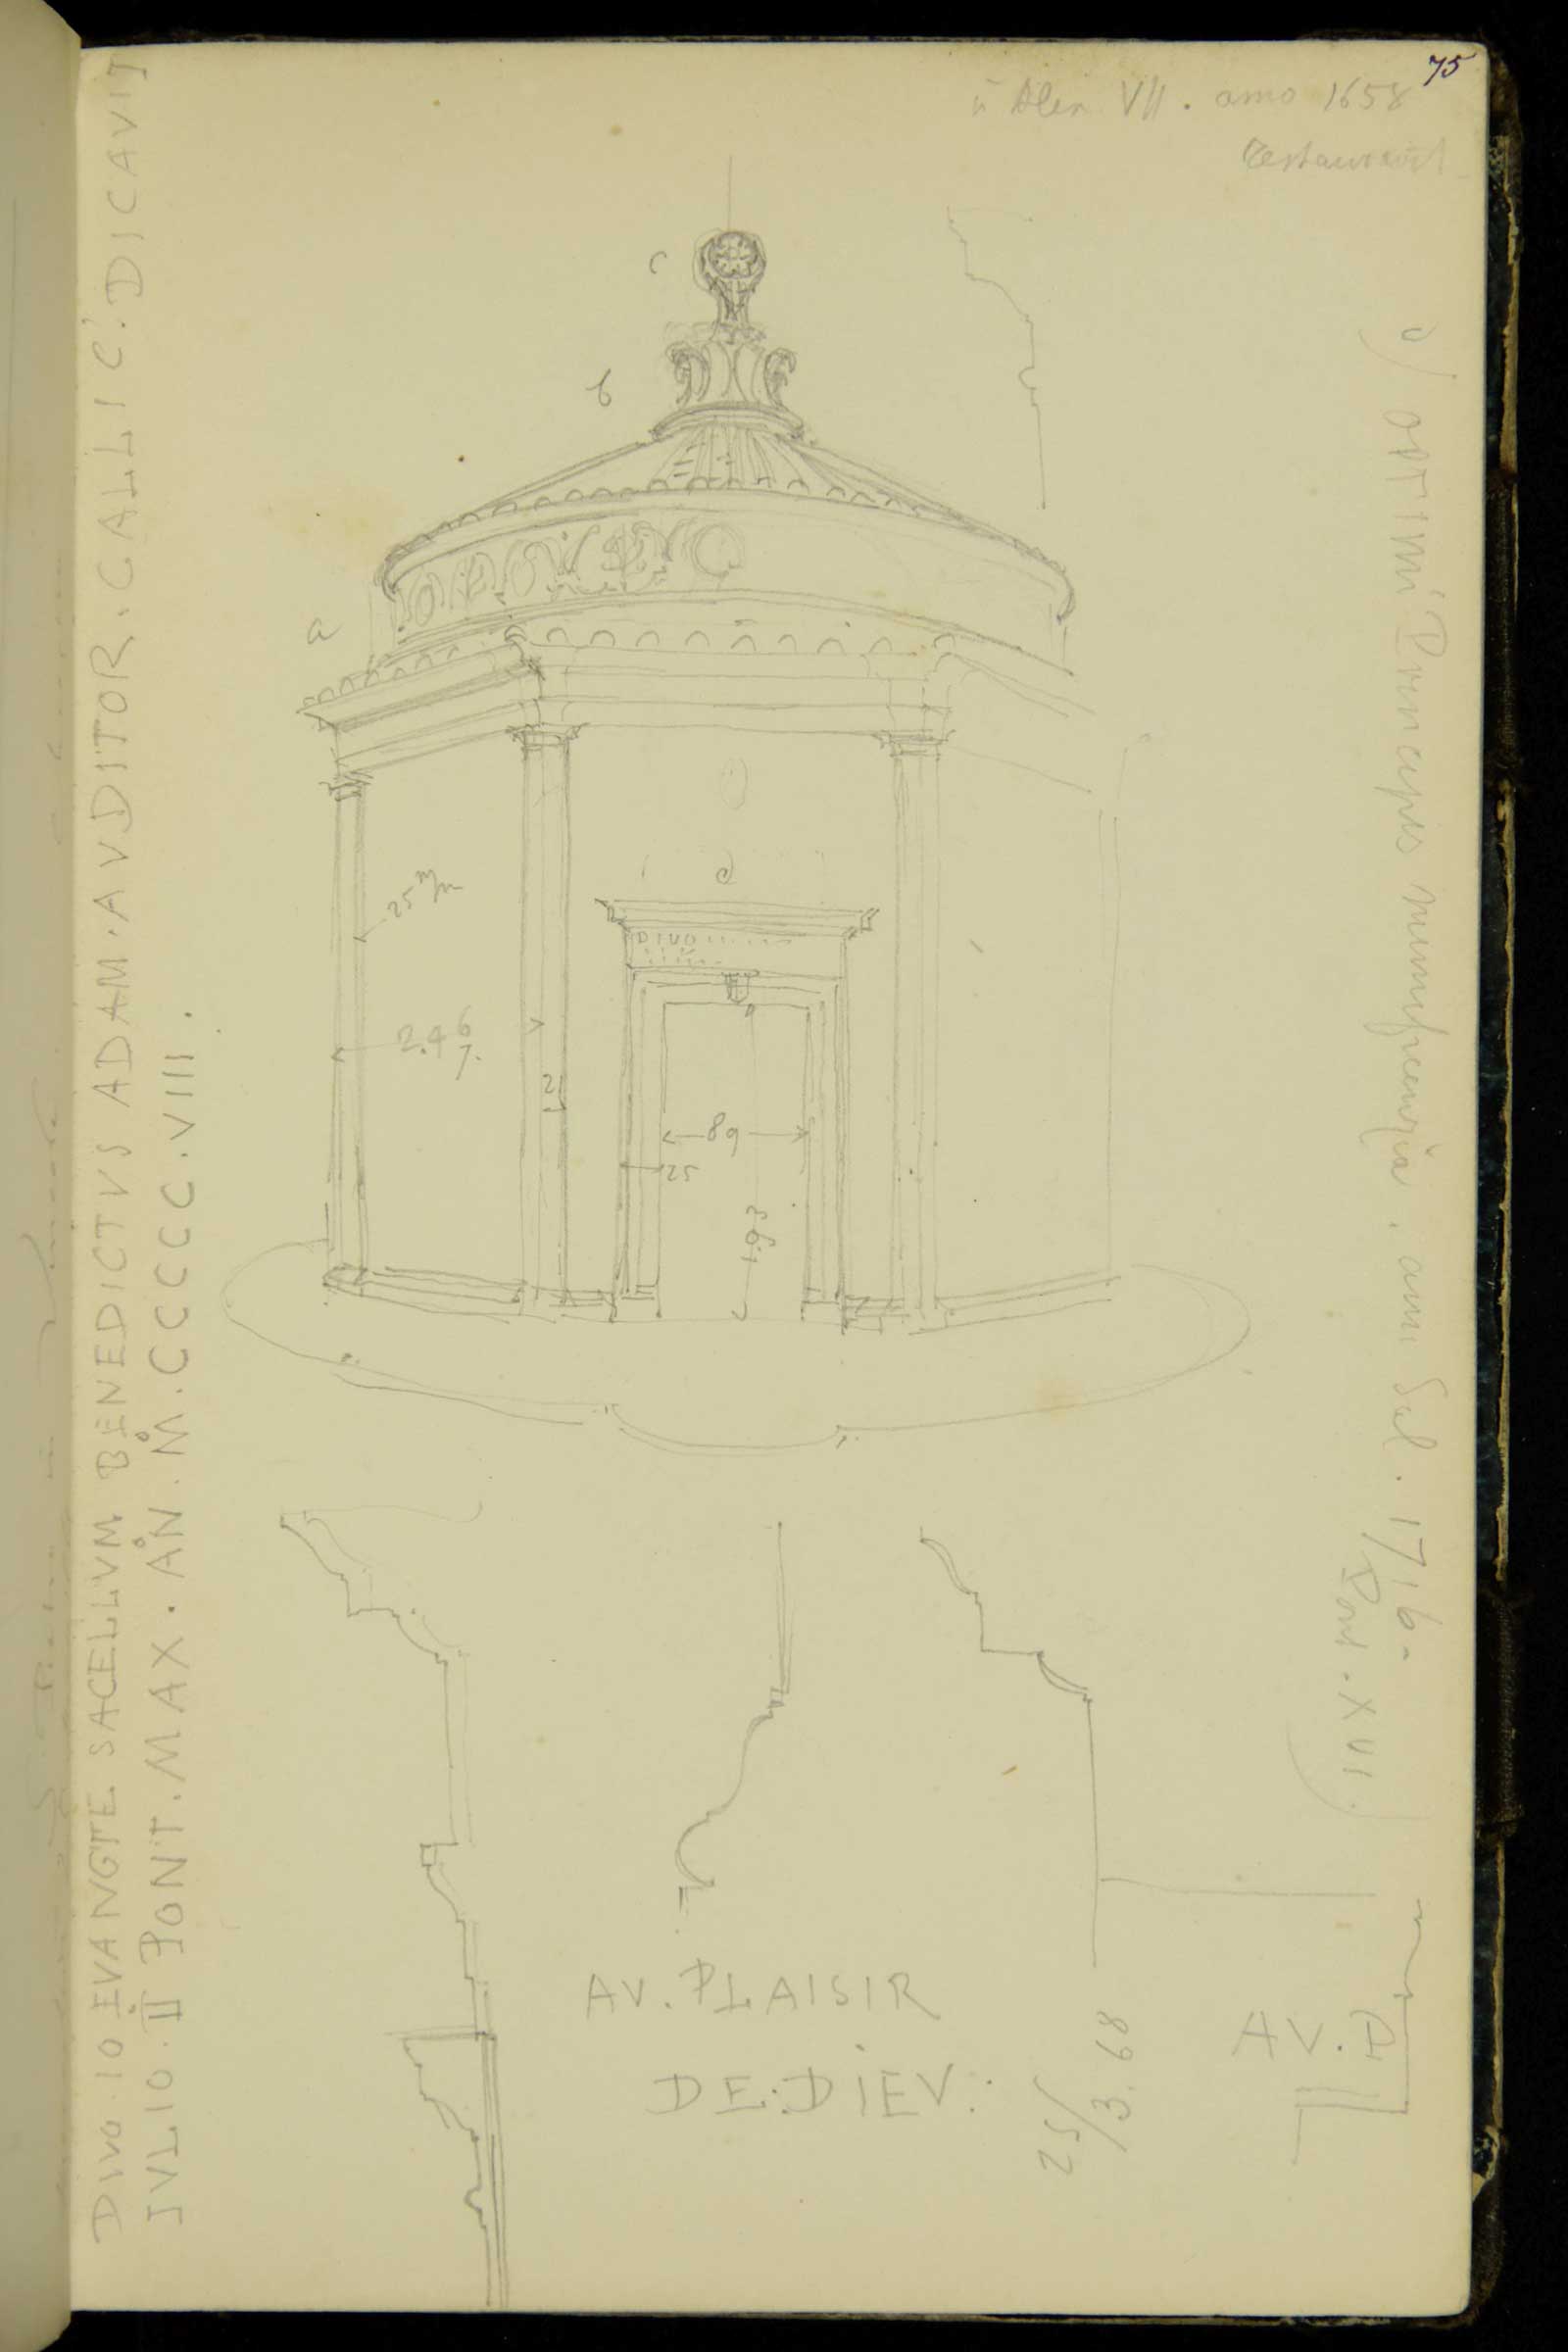 75
Alex. VII. anno 1658
restauravit
c
b
a
25 m/m
2.46
7.
21
d
DIVO
89
25
1.93
DIVO IO EVANGTE SACELLVM BENEDICTVS ADAM. AVDITOR. CALLIC. DICAVIT
IVLIO. II PONT. MAX. AN. M. CCCCC. VIII.
OPTIMI Principis munificenzia. ann Sal. 1716-
Pont. XVI.
AV. PLAISIR
DE. DIEV.
25/3.68
AV.